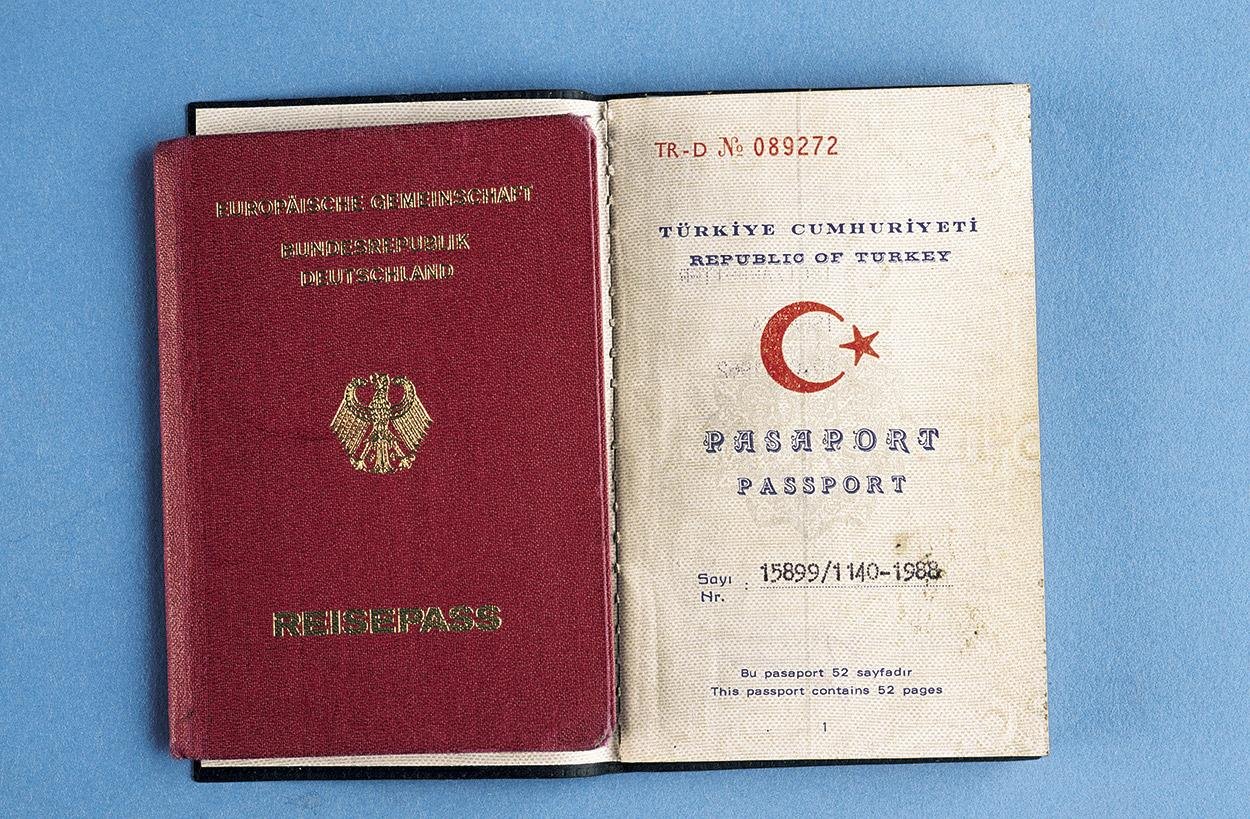 EUROPÄISCHE GEMEINSCHAFT
BUNDESREPUBLIK
DEUTSCHLAND
REISEPASS
TR-D № 089272
TÜRKİYE CUMHURİYETİ
REPUBLIC OF TURKEY
PASAPORT
PASSPORT
Sayı : 15899/1140-1988
Nr.
Bu pasaport 52 sayfadır
This passport contains 52 pages
1